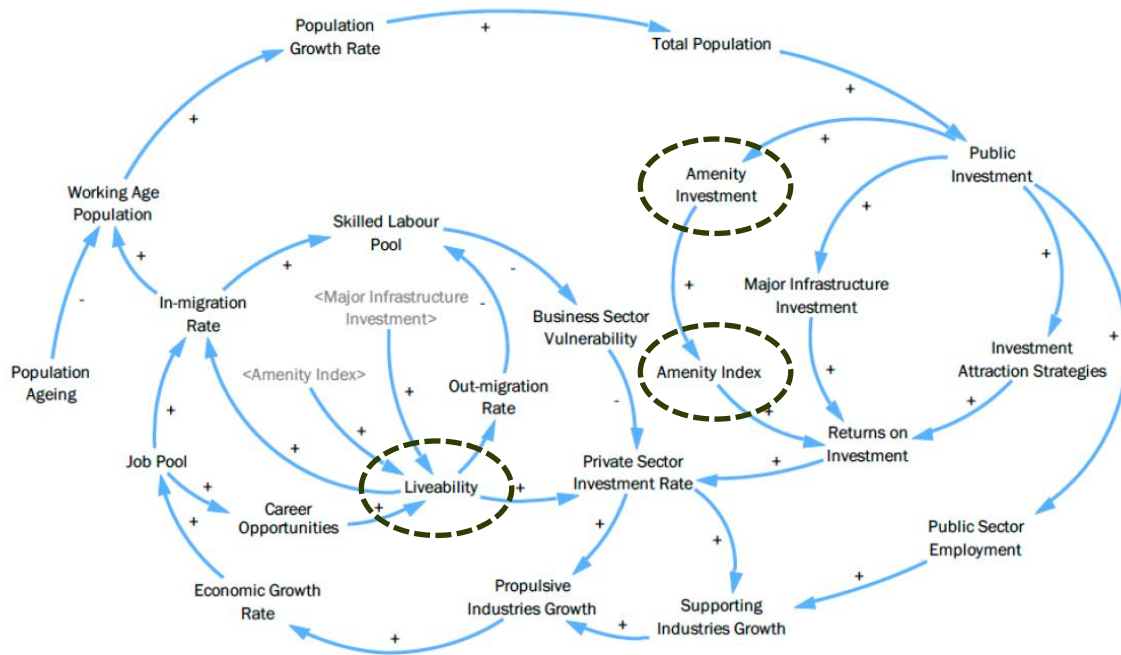 Population
Growth Rate
+
Total Population
+
+
Public
Investment
Amenity
Investment
+
Working Age
Population
+
Skilled Labour
Pool
+
+
+
-
-
In-migration
Rate
<Major Infrastructure
Investment>
-
+
Major Infrastructure
Investment
Business Sector
Vulnerability
+
Population
Ageing
<Amenity Index>
Out-migration
Rate
Amenity Index
Investment
Attraction Strategies
+
+
-
+
+
+
+
+
Returns on
Investment
Job Pool
Private Sector
Investment Rate
+
Liveability
+
+
Career
Opportunities
+
+
+
+
Public Sector
Employment
Economic Growth
Rate
Propulsive
Industries Growth
+
Supporting
Industries Growth
+
+